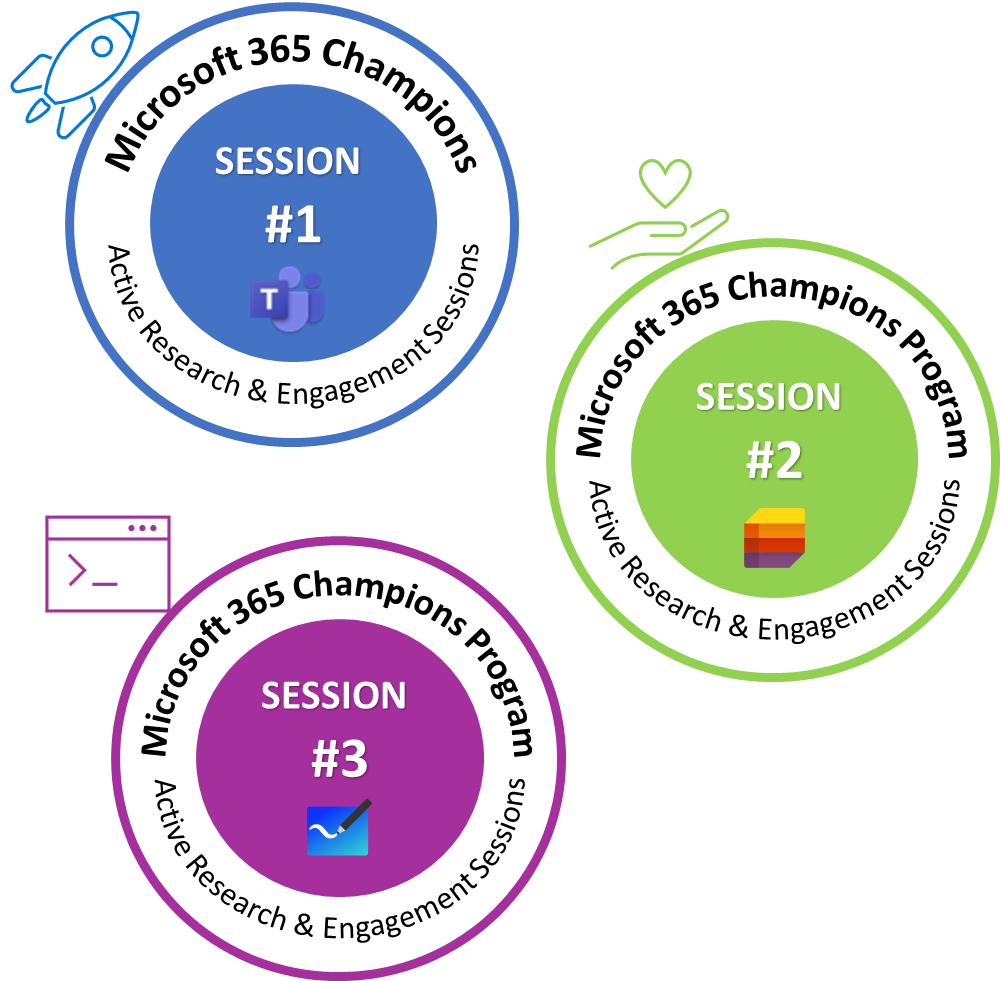 Microsoft 365 Champions
SESSION
#1
T
Active Research & Engagement Sessions
Microsoft 365 Champions Program
SESSION
#2
Active Research & Engagement Sessions
>_
Microsoft 365 Champions Program
SESSION
#3
Active Research & Engagement Sessions